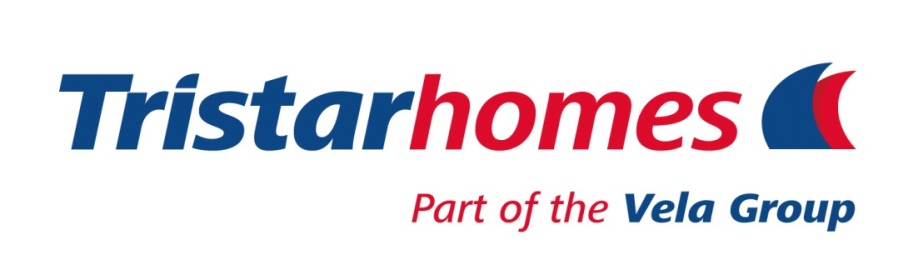 Tristarhomes
Part of the Vela Group